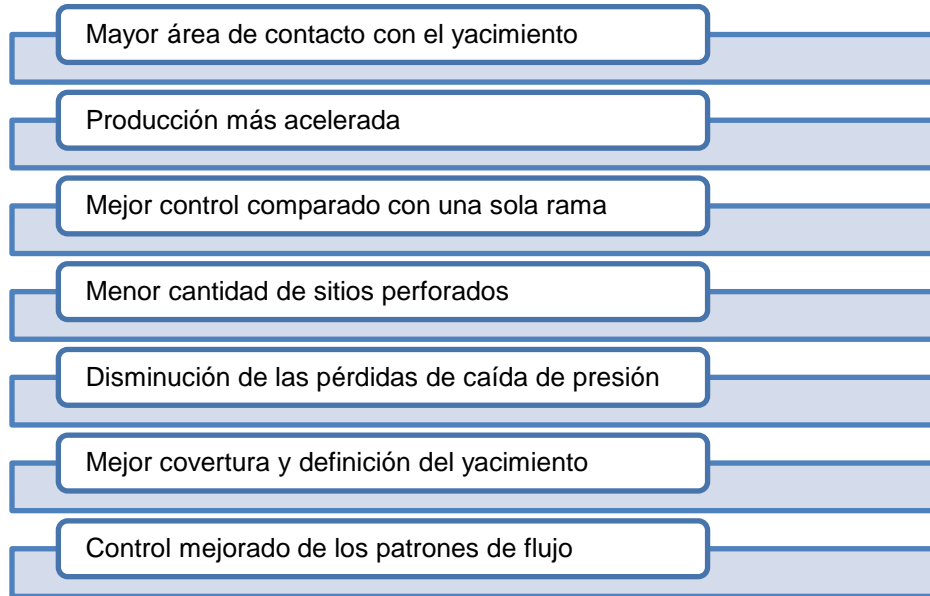 Mayor área de contacto con el yacimiento
Producción más acelerada
Mejor control comparado con una sola rama
Menor cantidad de sitios perforados
Disminución de las pérdidas de caída de presión
Mejor covertura y definición del yacimiento
Control mejorado de los patrones de flujo